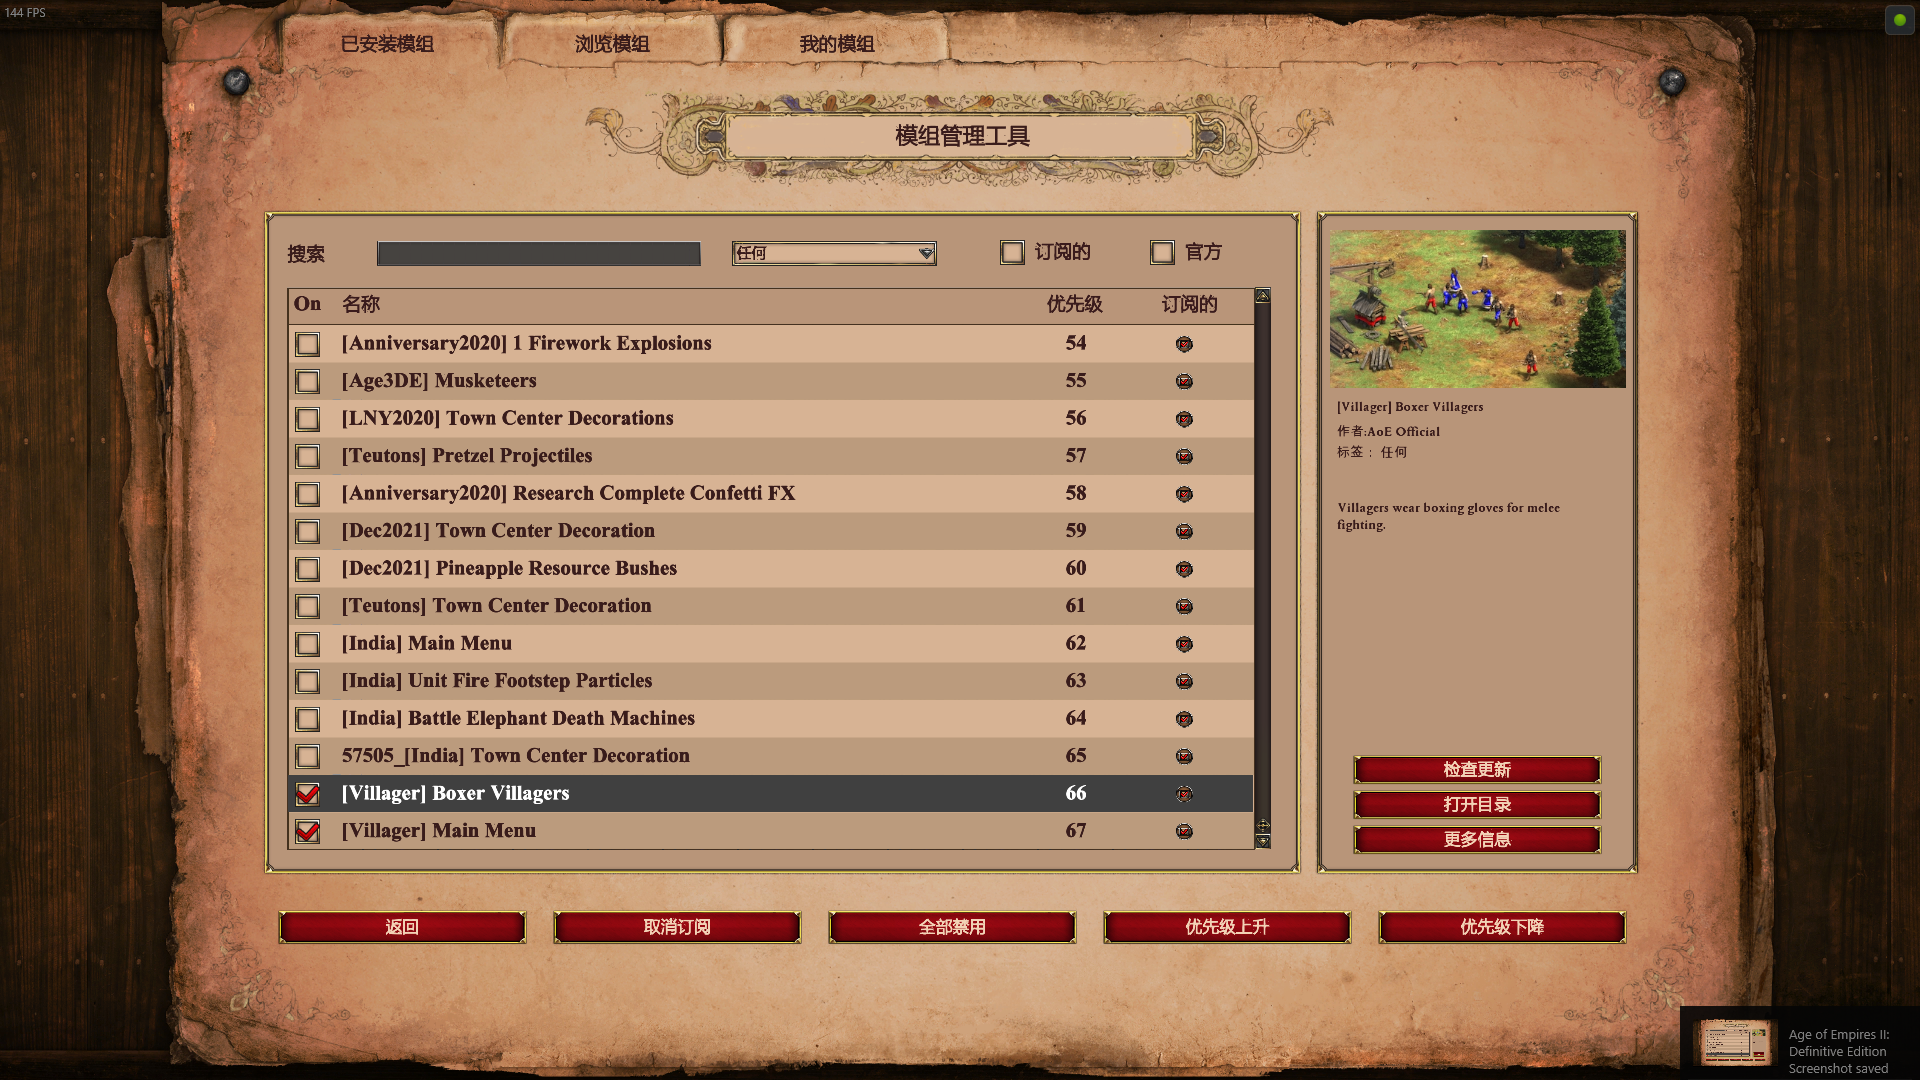 144 FPS
已安装模组
浏览模组
我的模组
模组管理工具
搜索
任何
订阅的
官方
On 名称 优先级 订阅的
[Anniversary2020] 1 Firework Explosions 54
[Age3DE] Musketeers 55
[LNY2020] Town Center Decorations 56
[Teutons] Pretzel Projectiles 57
[Anniversary2020] Research Complete Confetti FX 58
[Dec2021] Town Center Decoration 59
[Dec2021] Pineapple Resource Bushes 60
[Teutons] Town Center Decoration 61
[India] Main Menu 62
[India] Unit Fire Footstep Particles 63
[India] Battle Elephant Death Machines 64
57505_[India] Town Center Decoration 65
[Villager] Boxer Villagers 66
[Villager] Main Menu 67
[Villager] Boxer Villagers
作者:AoE Official
标签： 任何
Villagers wear boxing gloves for melee
fighting.
检查更新
打开目录
更多信息
返回
取消订阅
全部禁用
优先级上升
优先级下降
Age of Empires II:
Definitive Edition
Screenshot saved